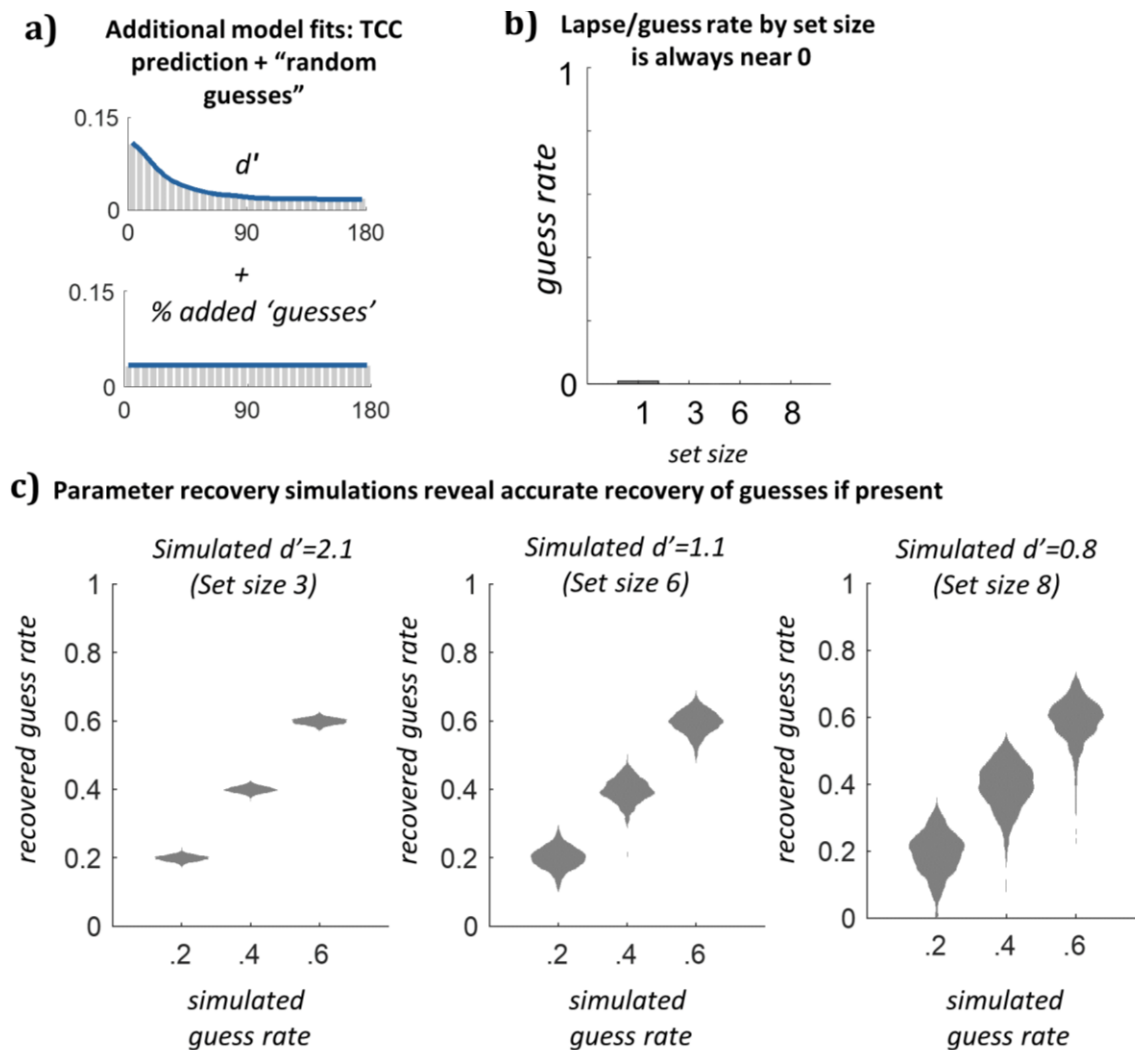 a) Additional model fits: TCC
prediction + “random
guesses”
0.15
d'
0
0
90
180
+
0.15
% added ‘guesses’
0
0
90
180
b) Lapse/guess rate by set size
is always near 0
1
guess rate
0
1 3 6 8
set size
c) Parameter recovery simulations reveal accurate recovery of guesses if present
Simulated d’=2.1
(Set size 3)
1
0.8
0.6
0.4
0.2
0
recovered guess rate
.2 .4 .6
simulated
guess rate
Simulated d’=1.1
(Set size 6)
1
0.8
0.6
0.4
0.2
0
recovered guess rate
.2 .4 .6
simulated
guess rate
Simulated d’=0.8
(Set size 8)
1
0.8
0.6
0.4
0.2
0
recovered guess rate
.2 .4 .6
simulated
guess rate